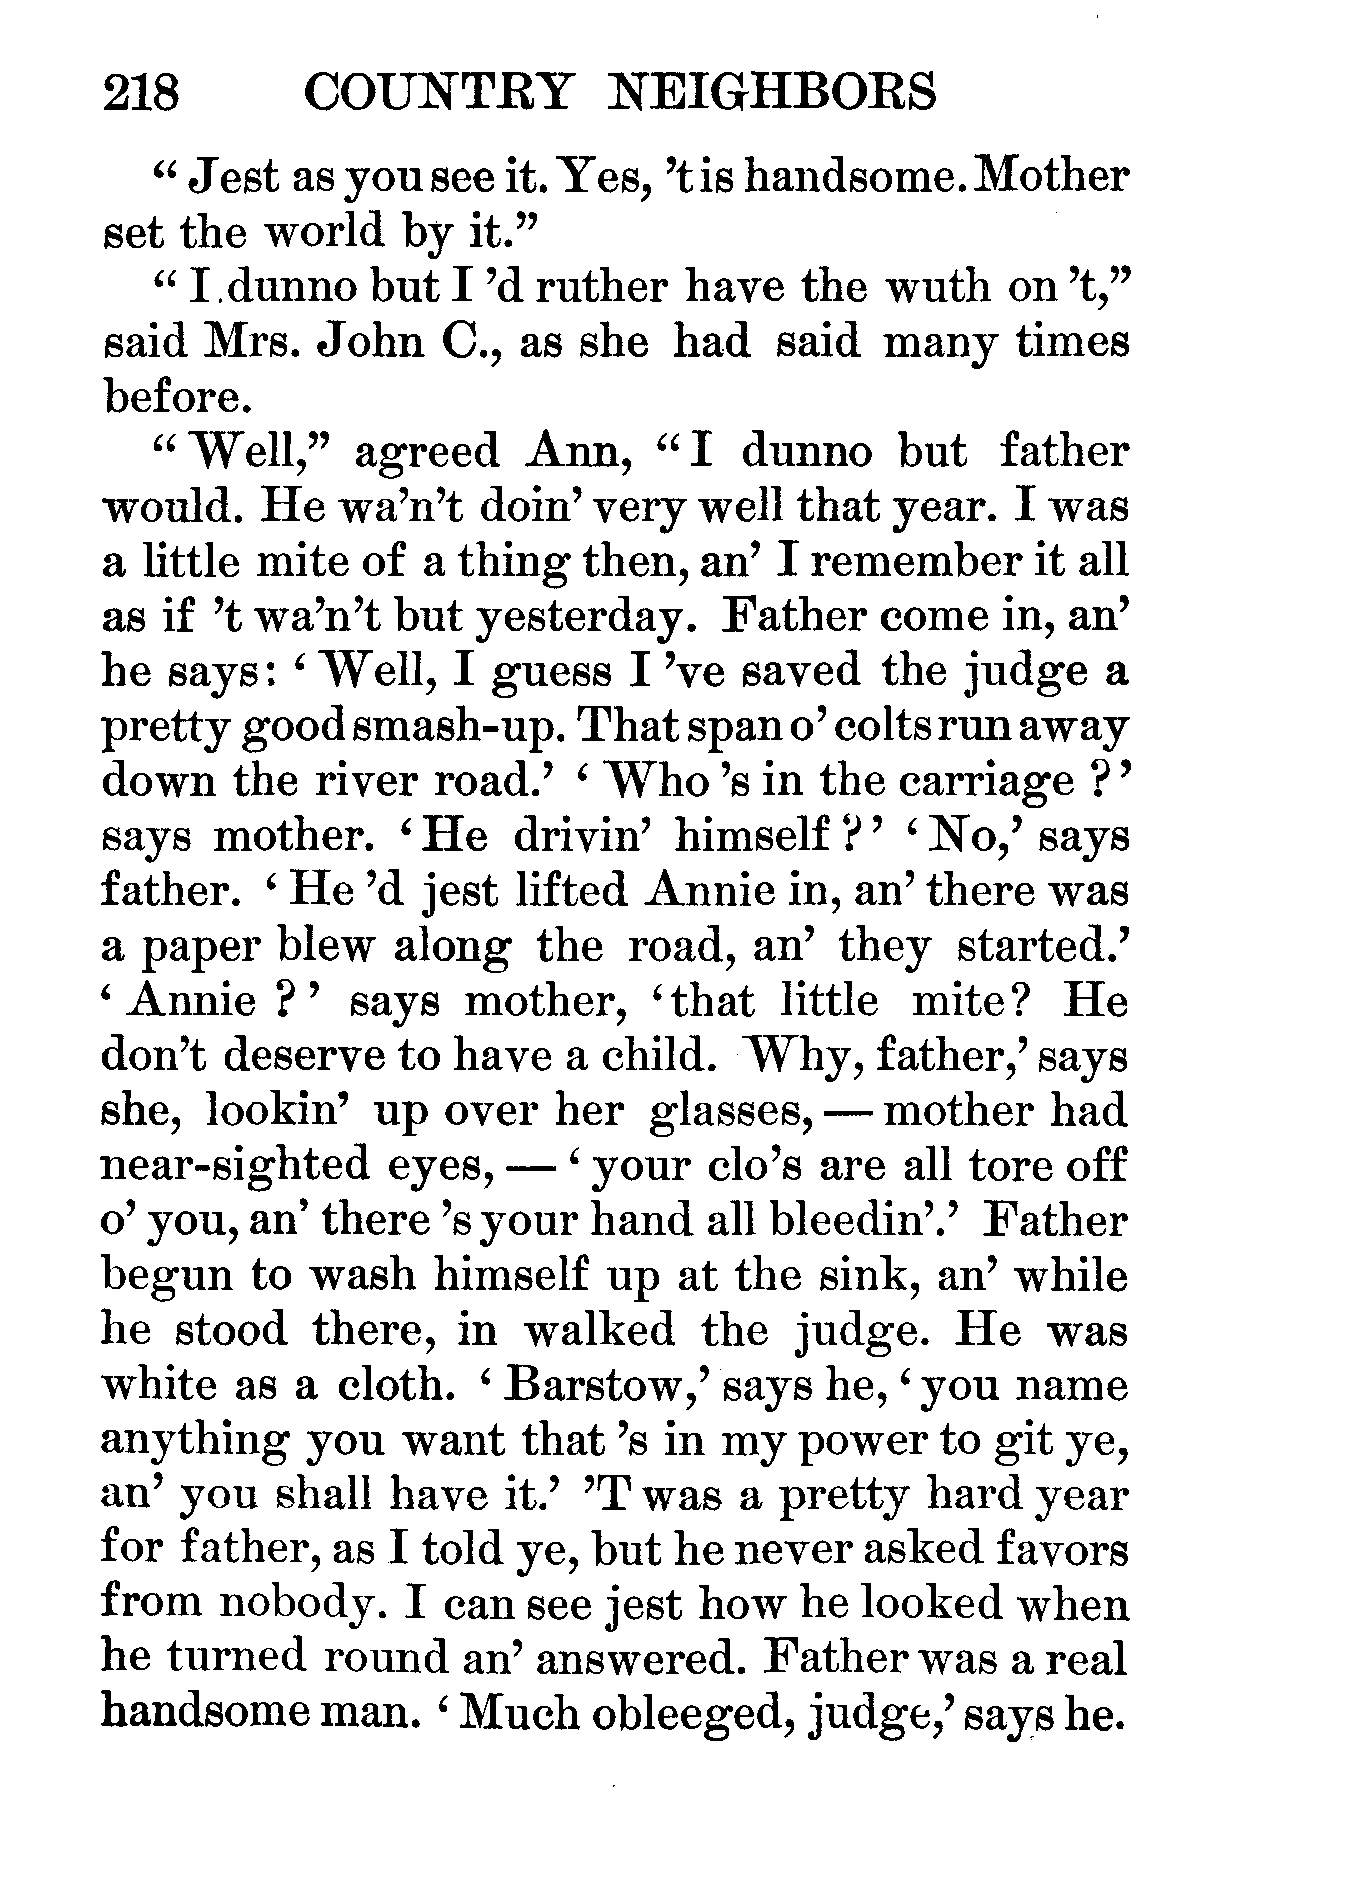 218 COUNTRY NEIGHBORS
“Jest as you see it. Yes, ’t is handsome. Mother
set the world by it.”
“I dunno but I ’d ruther have the wuth on ’t,”
said Mrs. John C., as she had said many times
before.
“Well,” agreed Ann, “I dunno but father
would. He wa’n’t doin’ very well that year. I was
a little mite of a thing then, an’ I remember it all
as if ’t wa’n’t but yesterday. Father come in, an’
he says: ‘Well, I guess I ’ve saved the judge a
pretty good smash-up. That span o’ colts run away
down the river road.’ ‘Who ’s in the carriage?’
says mother. ‘He drivin’ himself?’ ‘No,’ says
father. ‘He ’d jest lifted Annie in, an’ there was
a paper blew along the road, an’ they started.’
‘Annie?’ says mother, ‘that little mite? He
don’t deserve to have a child. Why, father,’ says
she, lookin’ up over her glasses, — mother had
near-sighted eyes, — ‘your clo’s are all tore off
o’ you, an’ there ’s your hand all bleedin’.’ Father
begun to wash himself up at the sink, an’ while
he stood there, in walked the judge. He was
white as a cloth. ‘Barstow,’ says he, ‘you name
anything you want that ’s in my power to git ye,
an’ you shall have it.’ ’T was a pretty hard year
for father, as I told ye, but he never asked favors
from nobody. I can see jest how he looked when
he turned round an’ answered. Father was a real
handsome man. ‘Much obleeged, judge,’ says he.